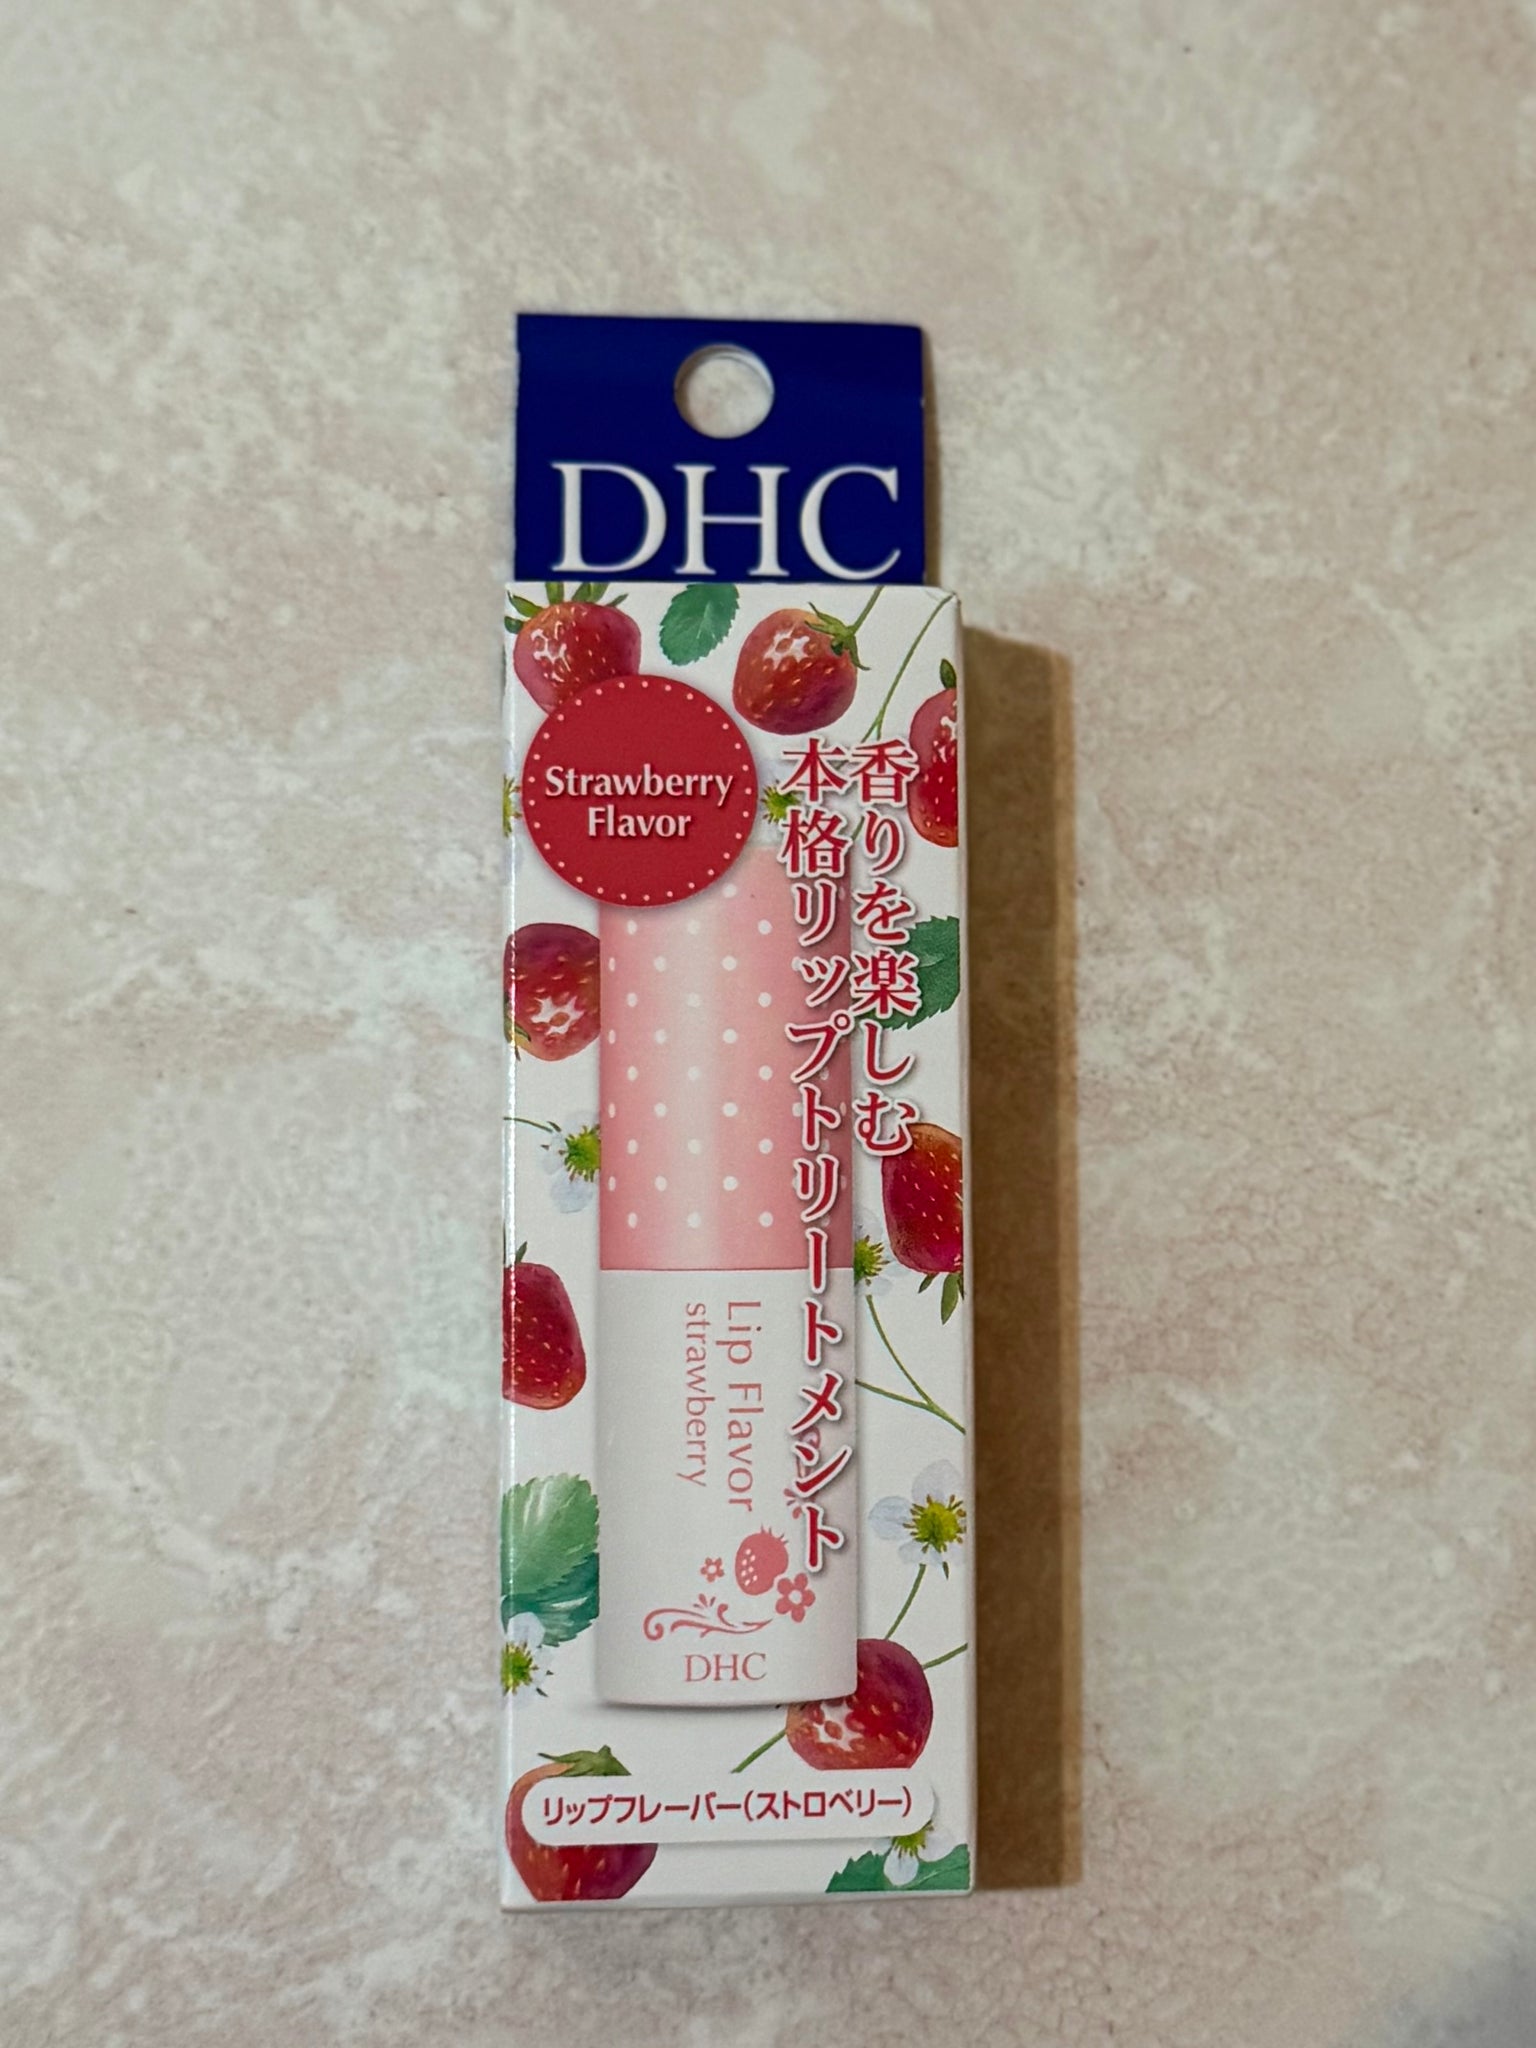 DHC
Strawberry
Flavor
香りを楽しむ
本格リップトリートメント
Lip Flavor
strawberry
DHC
リップフレーバー(ストロベリー)